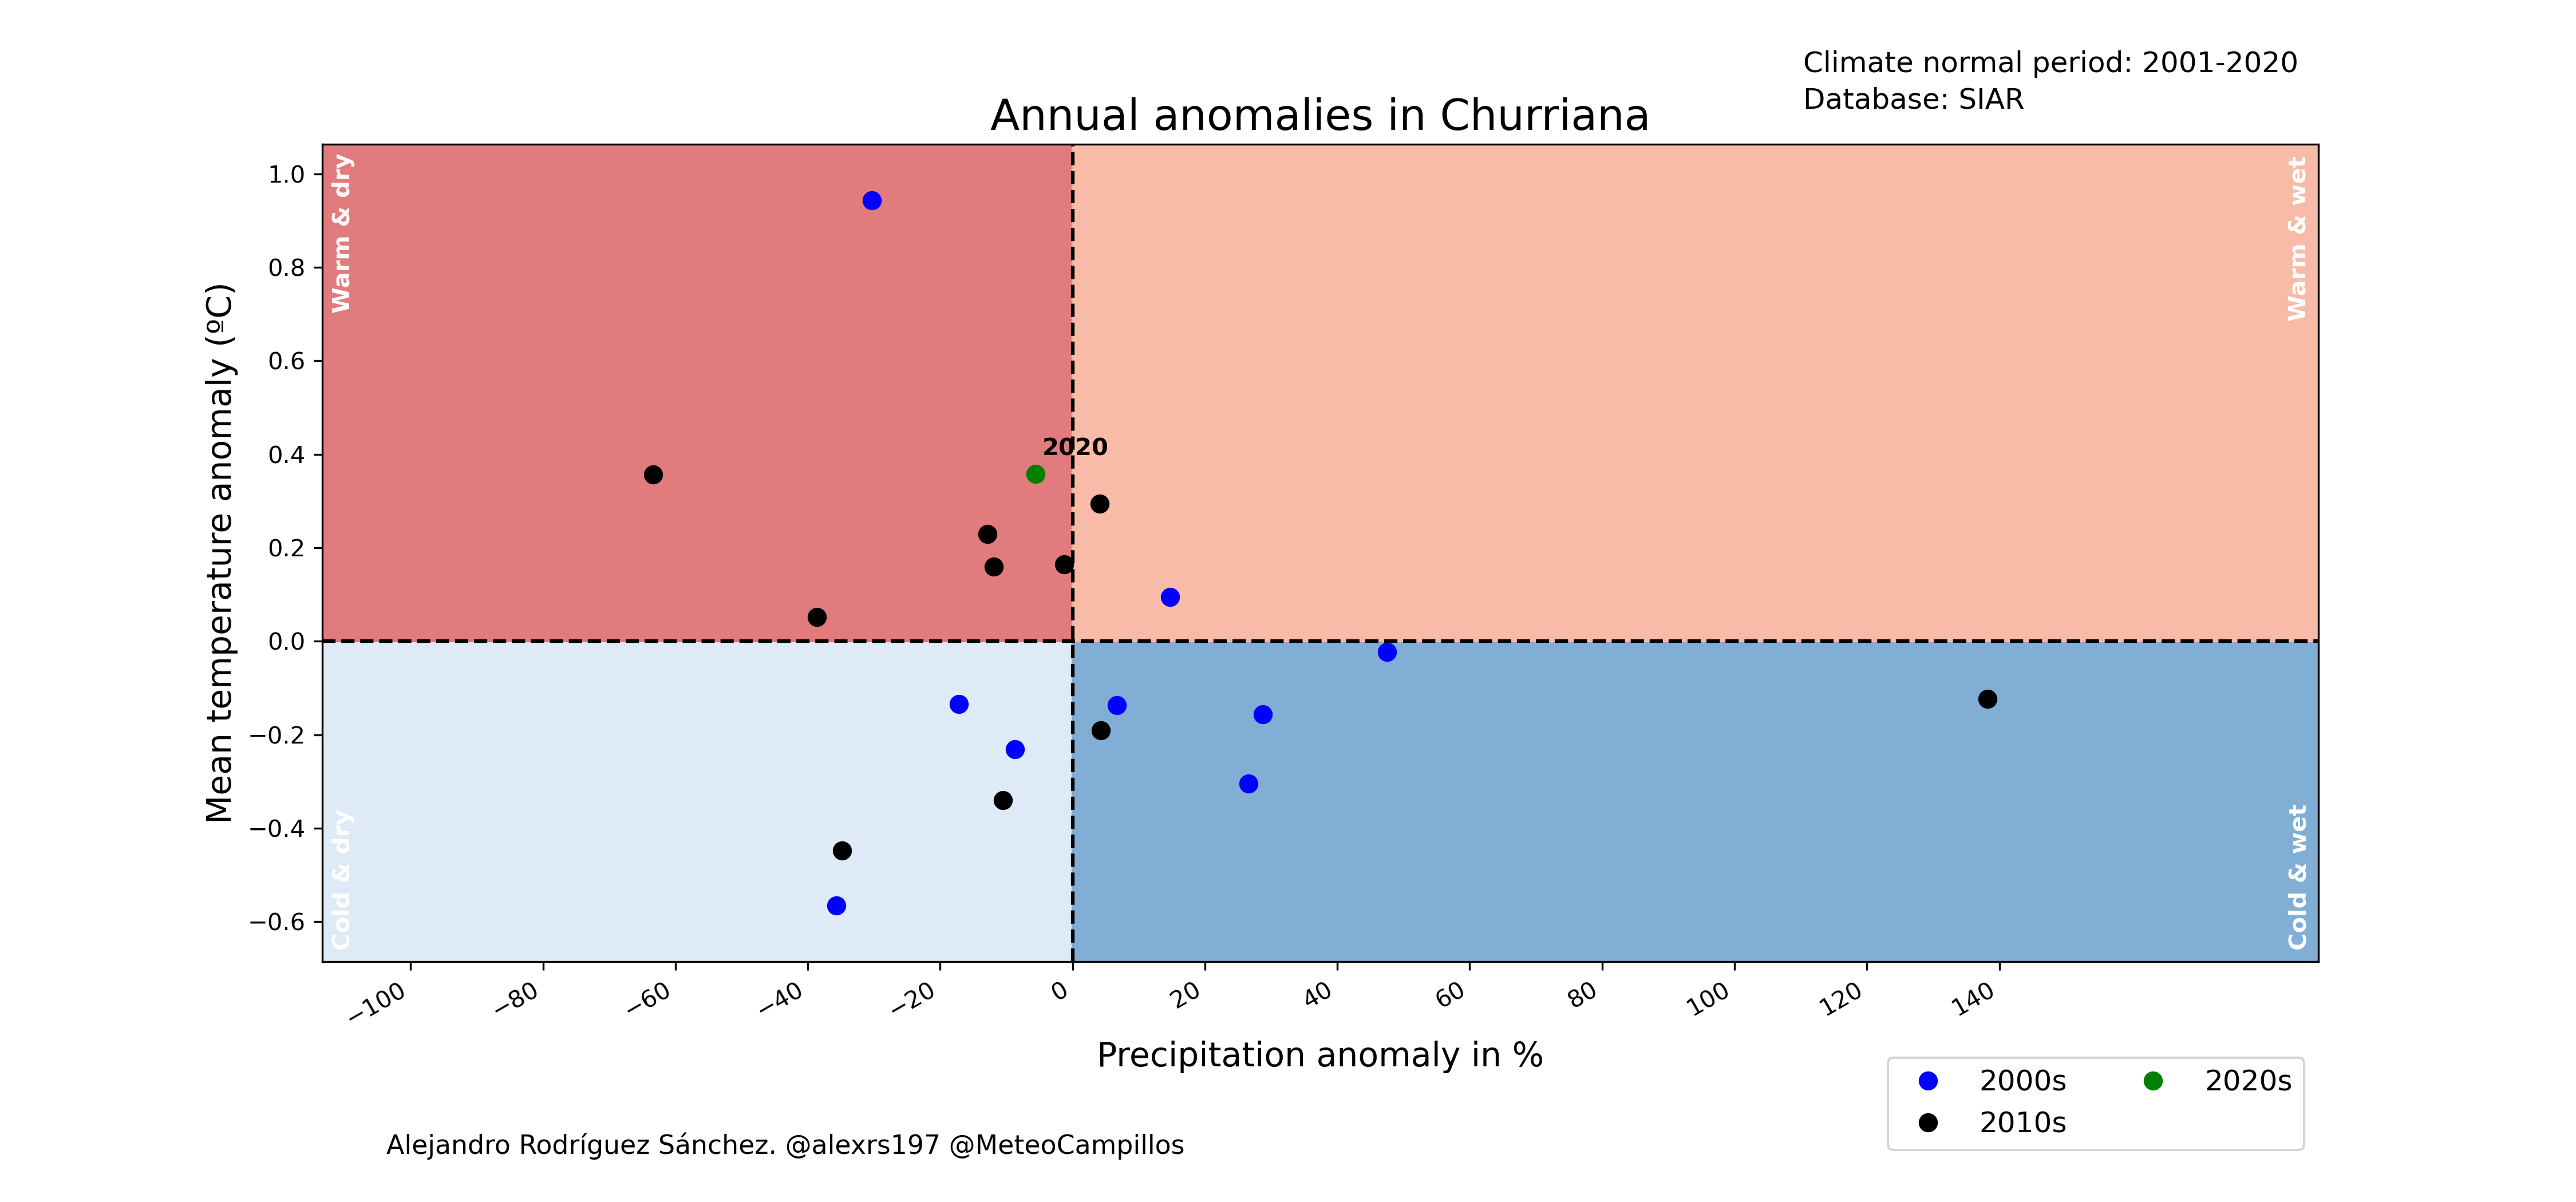 Climate normal period: 2001-2020
Database: SIAR
Annual anomalies in Churriana
Warm & dry
Warm & wet
Cold & dry
Cold & wet
Mean temperature anomaly (ºC)
1.0
0.8
0.6
0.4
0.2
0.0
−0.2
−0.4
−0.6
2020
−100
−80
−60
−40
−20
0
20
40
60
80
100
120
140
Precipitation anomaly in %
2000s
2010s
2020s
Alejandro Rodríguez Sánchez. @alexrs197 @MeteoCampillos